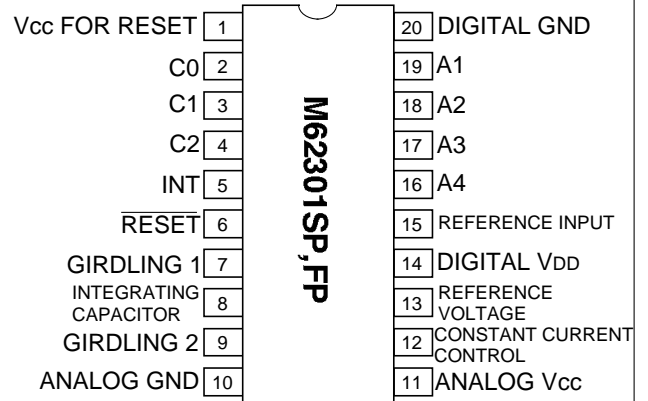 Vcc FOR RESET 1
C0 2
C1 3
C2 4
INT 5
RESET 6
GIRDLING 1 7
INTEGRATING
CAPACITOR 8
GIRDLING 2 9
ANALOG GND 10
M62301SP,FP
20 DIGITAL GND
19 A1
18 A2
17 A3
16 A4
15 REFERENCE INPUT
14 DIGITAL VDD
13 REFERENCE
VOLTAGE
12 CONSTANT CURRENT
CONTROL
11 ANALOG Vcc